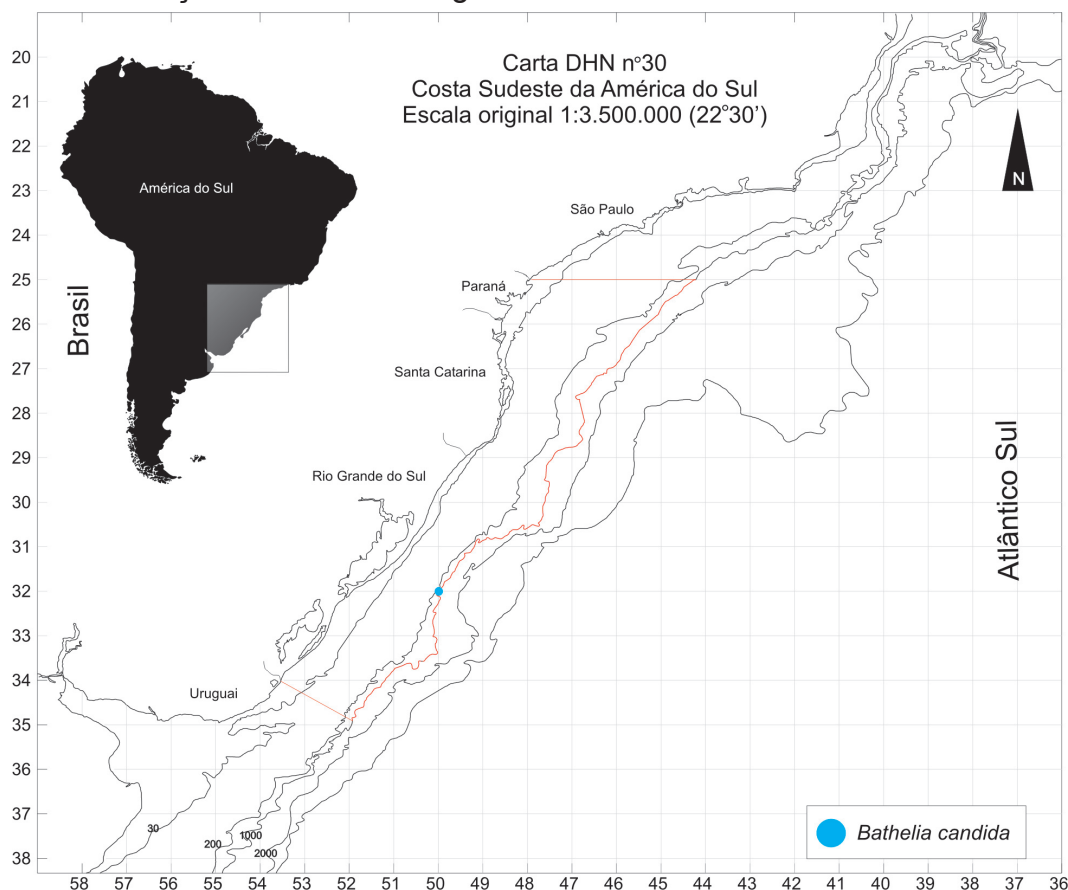 Carta DHN nº30
Costa Sudeste da América do Sul
Escala original 1:3.500.000 (22°30’)
América do Sul
Brasil
N
São Paulo
Paraná
Santa Catarina
Rio Grande do Sul
Uruguai
Atlântico Sul
20
21
22
23
24
25
26
27
28
29
30
31
32
33
34
35
36
37
38
30
200
1000
2000
Bathelia candida
58 57 56 55 54 53 52 51 50 49 48 47 46 45 44 43 42 41 40 39 38 37 36